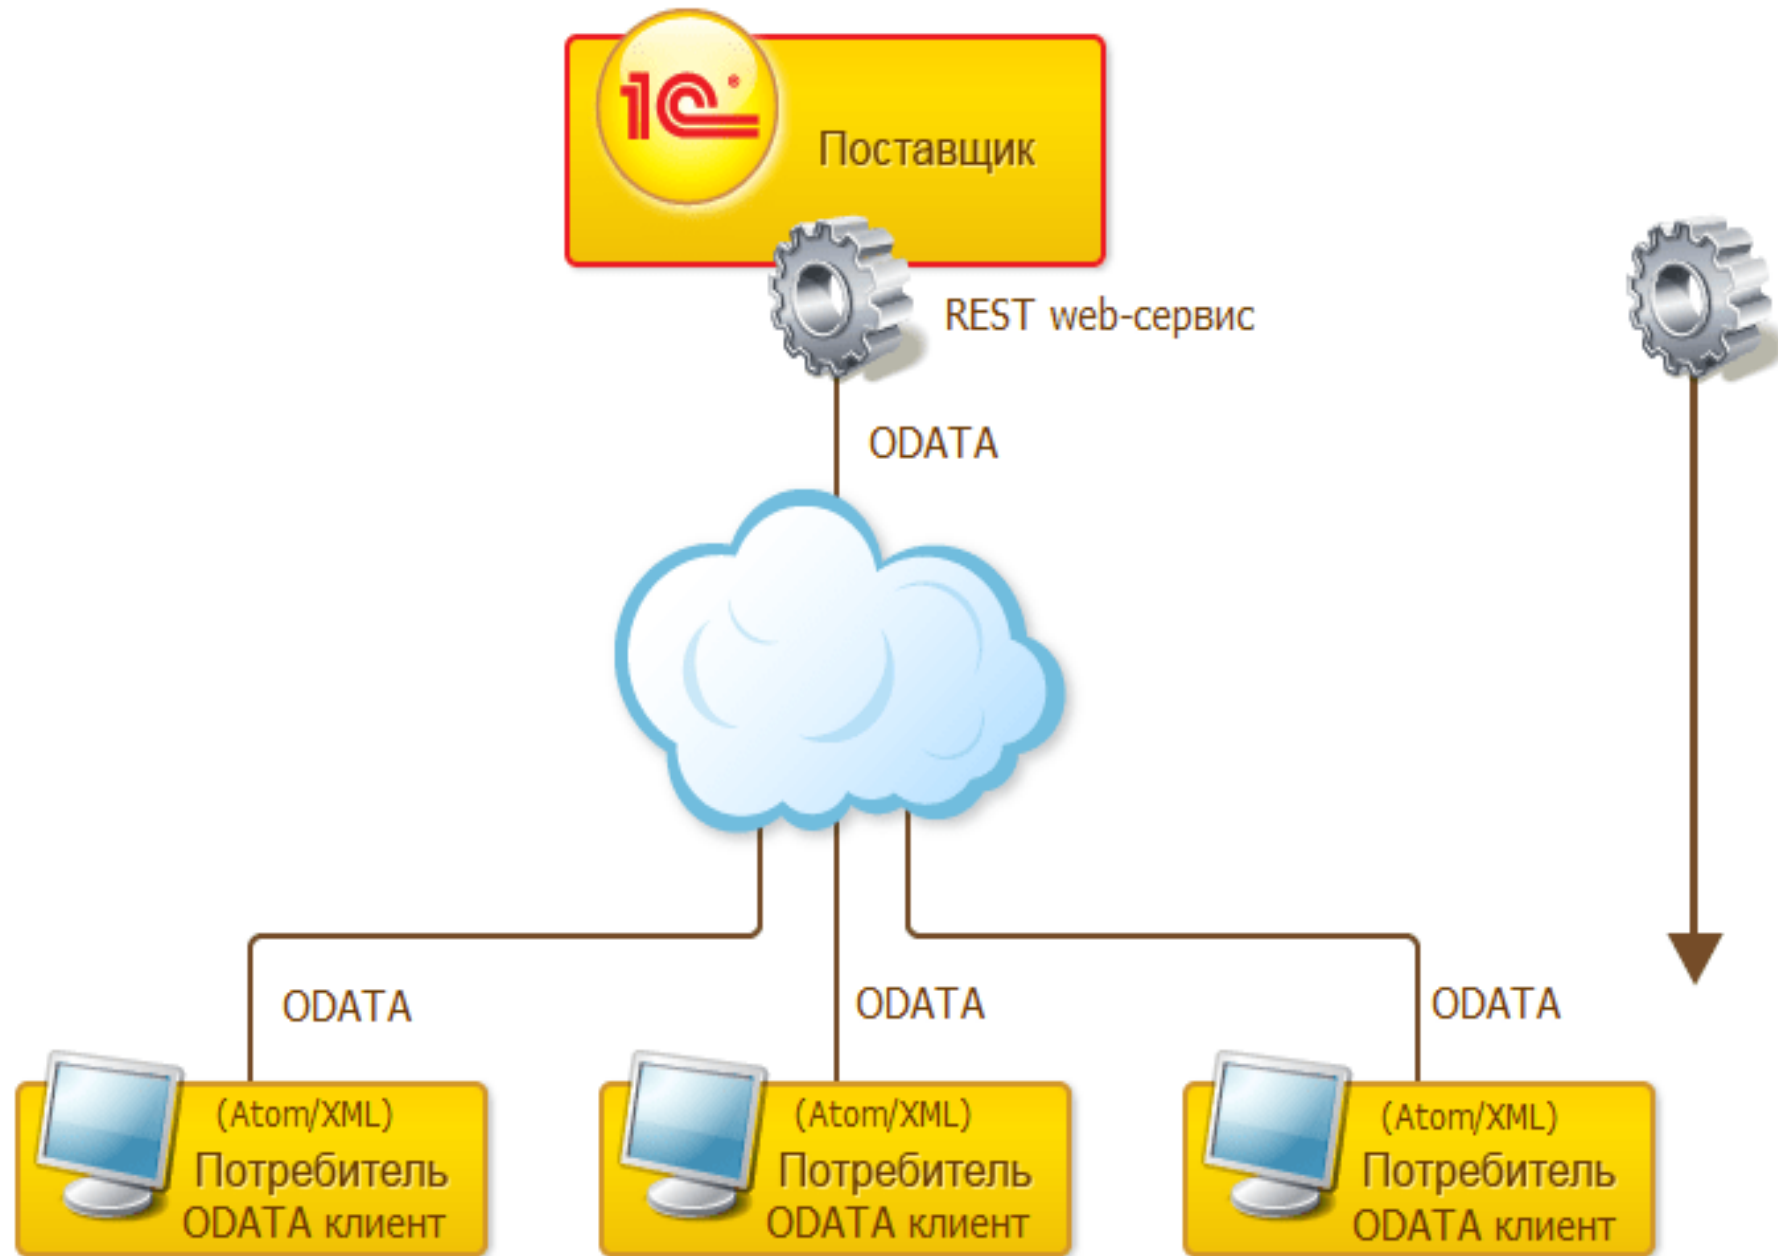 1С®
Поставщик
REST web-сервис
ODATA
ODATA
ODATA
ODATA
(Atom/XML)
Потребитель
ODATA клиент
(Atom/XML)
Потребитель
ODATA клиент
(Atom/XML)
Потребитель
ODATA клиент